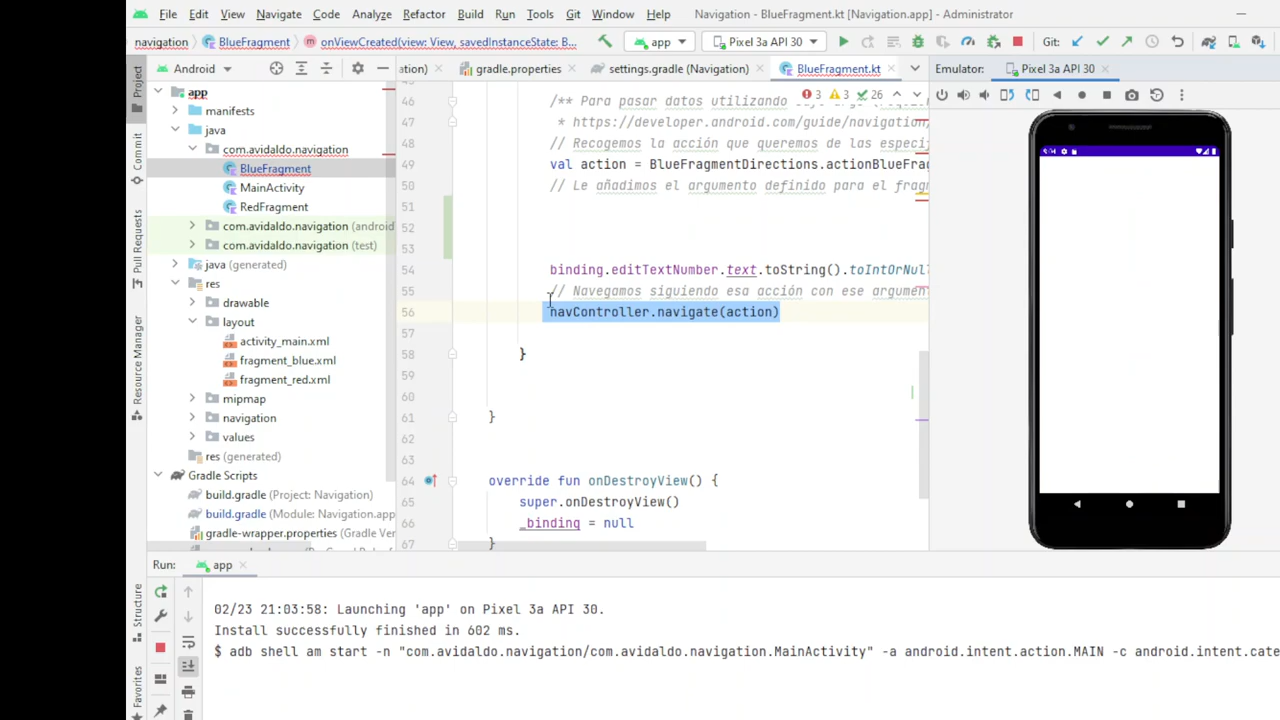 File Edit View Navigate Code Analyze Refactor Build Run Tools Git Window Help Navigation - BlueFragment.kt [Navigation.app] - Administrator
navigation BlueFragment onViewCreated(view: View, savedInstanceState: B... app Pixel 3a API 30 Git:
Android
ation) gradle.properties settings.gradle (Navigation) BlueFragment.kt
Emulator: Pixel 3a API 30
Project
Commit
Pull Requests
Resource Manager
Structure
Favorites
app
manifests
java
com.avidaldo.navigation
BlueFragment
MainActivity
RedFragment
com.avidaldo.navigation (android
com.avidaldo.navigation (test)
java (generated)
res
drawable
layout
activity_main.xml
fragment_blue.xml
fragment_red.xml
mipmap
navigation
values
res (generated)
Gradle Scripts
build.gradle (Project: Navigation)
build.gradle (Module: Navigation.app
gradle-wrapper.properties (Gradle Ver
3 3 26
46 /** Para pasar datos utilizando
47 * https://developer.android.com/guide/navigation/
48 // Recogemos la acción que queremos de las especi
49 val action = BlueFragmentDirections.actionBlueFra
50 // Le añadimos el argumento definido para el frag
51
52
53
54 binding.editTextNumber.text.toString().toIntOrNul
55 // Navegamos siguiendo esa acción con ese argumen
56 navController.navigate(action)
57
58 }
59
60
61 }
62
63
64 override fun onDestroyView() {
65 super.onDestroyView()
66 _binding = null
67 }
Run: app
02/23 21:03:58: Launching 'app' on Pixel 3a API 30.
Install successfully finished in 602 ms.
$ adb shell am start -n "com.avidaldo.navigation/com.avidaldo.navigation.MainActivity" -a android.intent.action.MAIN -c android.intent.cate